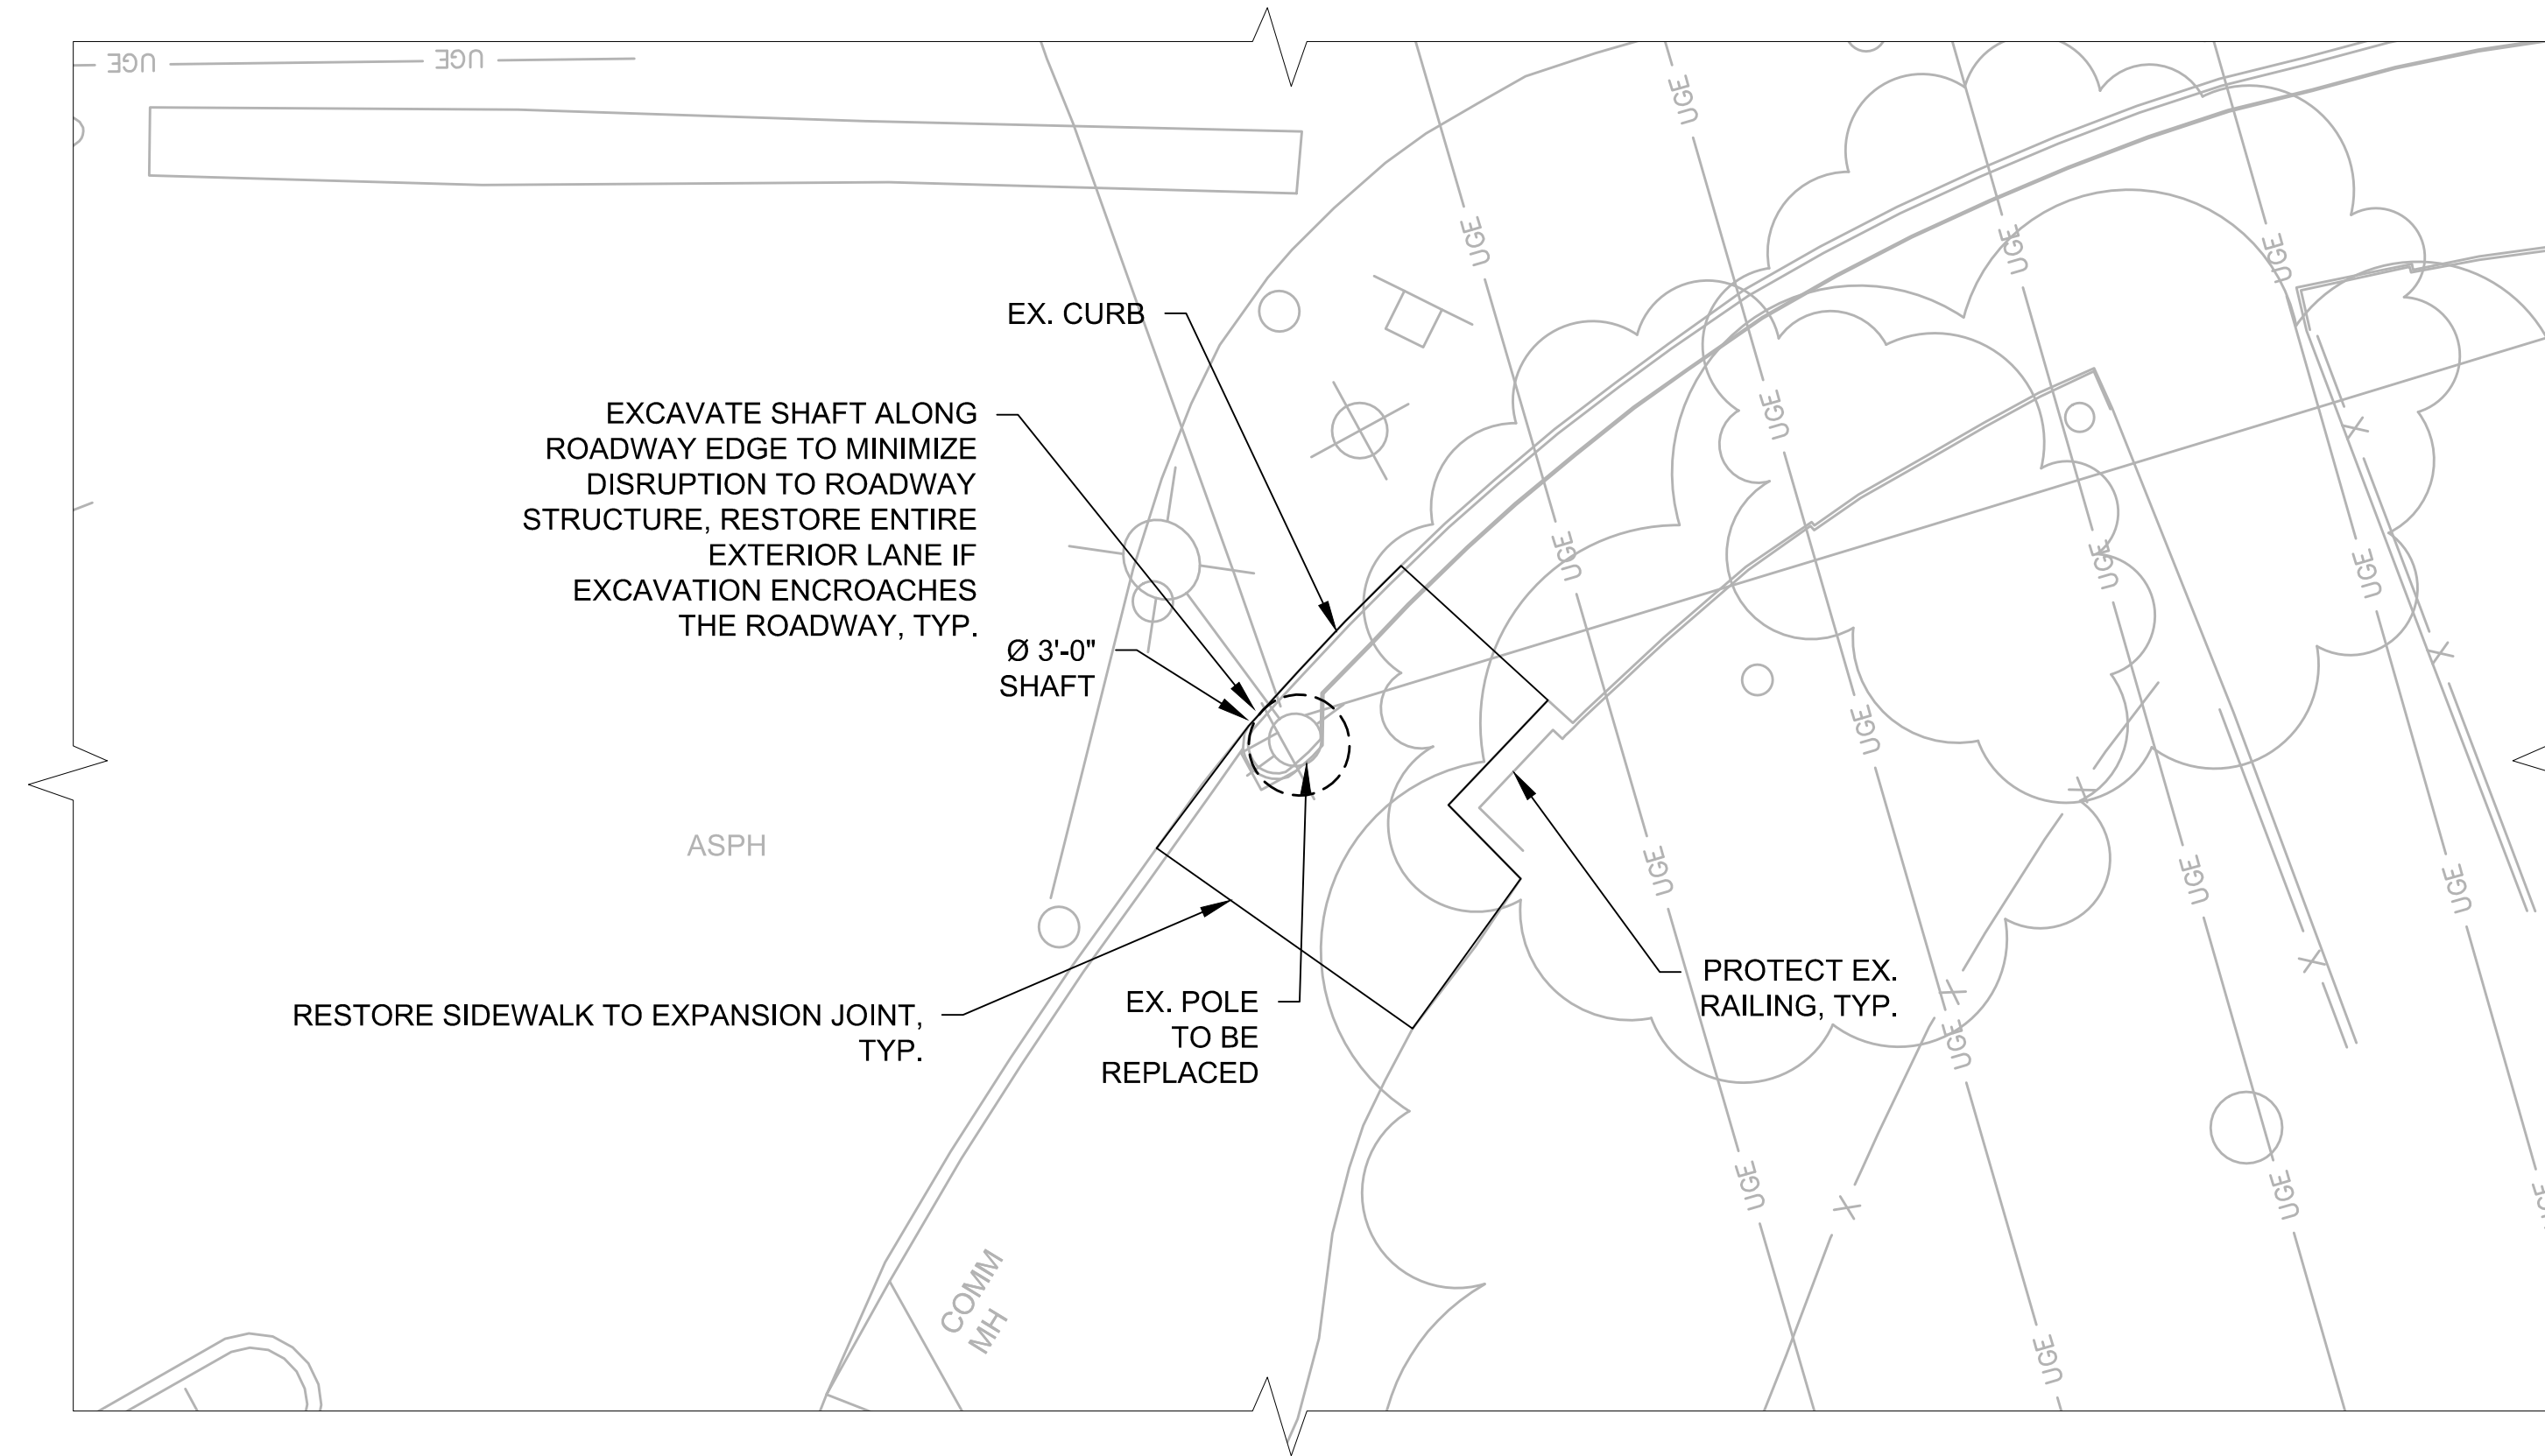 UGE
UGE
UGE
UGE
UGE
UGE
UGE
EX. CURB
EXCAVATE SHAFT ALONG
ROADWAY EDGE TO MINIMIZE
DISRUPTION TO ROADWAY
STRUCTURE, RESTORE ENTIRE
EXTERIOR LANE IF
EXCAVATION ENCROACHES
THE ROADWAY, TYP.
UGE
X
UGE
UGE
UGE
Ø 3'-0"
SHAFT
X
UGE
X
ASPH
UGE
UGE
UGE
X
X
PROTECT EX.
RAILING, TYP.
RESTORE SIDEWALK TO EXPANSION JOINT,
TYP.
EX. POLE
TO BE
REPLACED
UGE
UGE
UGE
UGE
X
COMM
MH
UGE